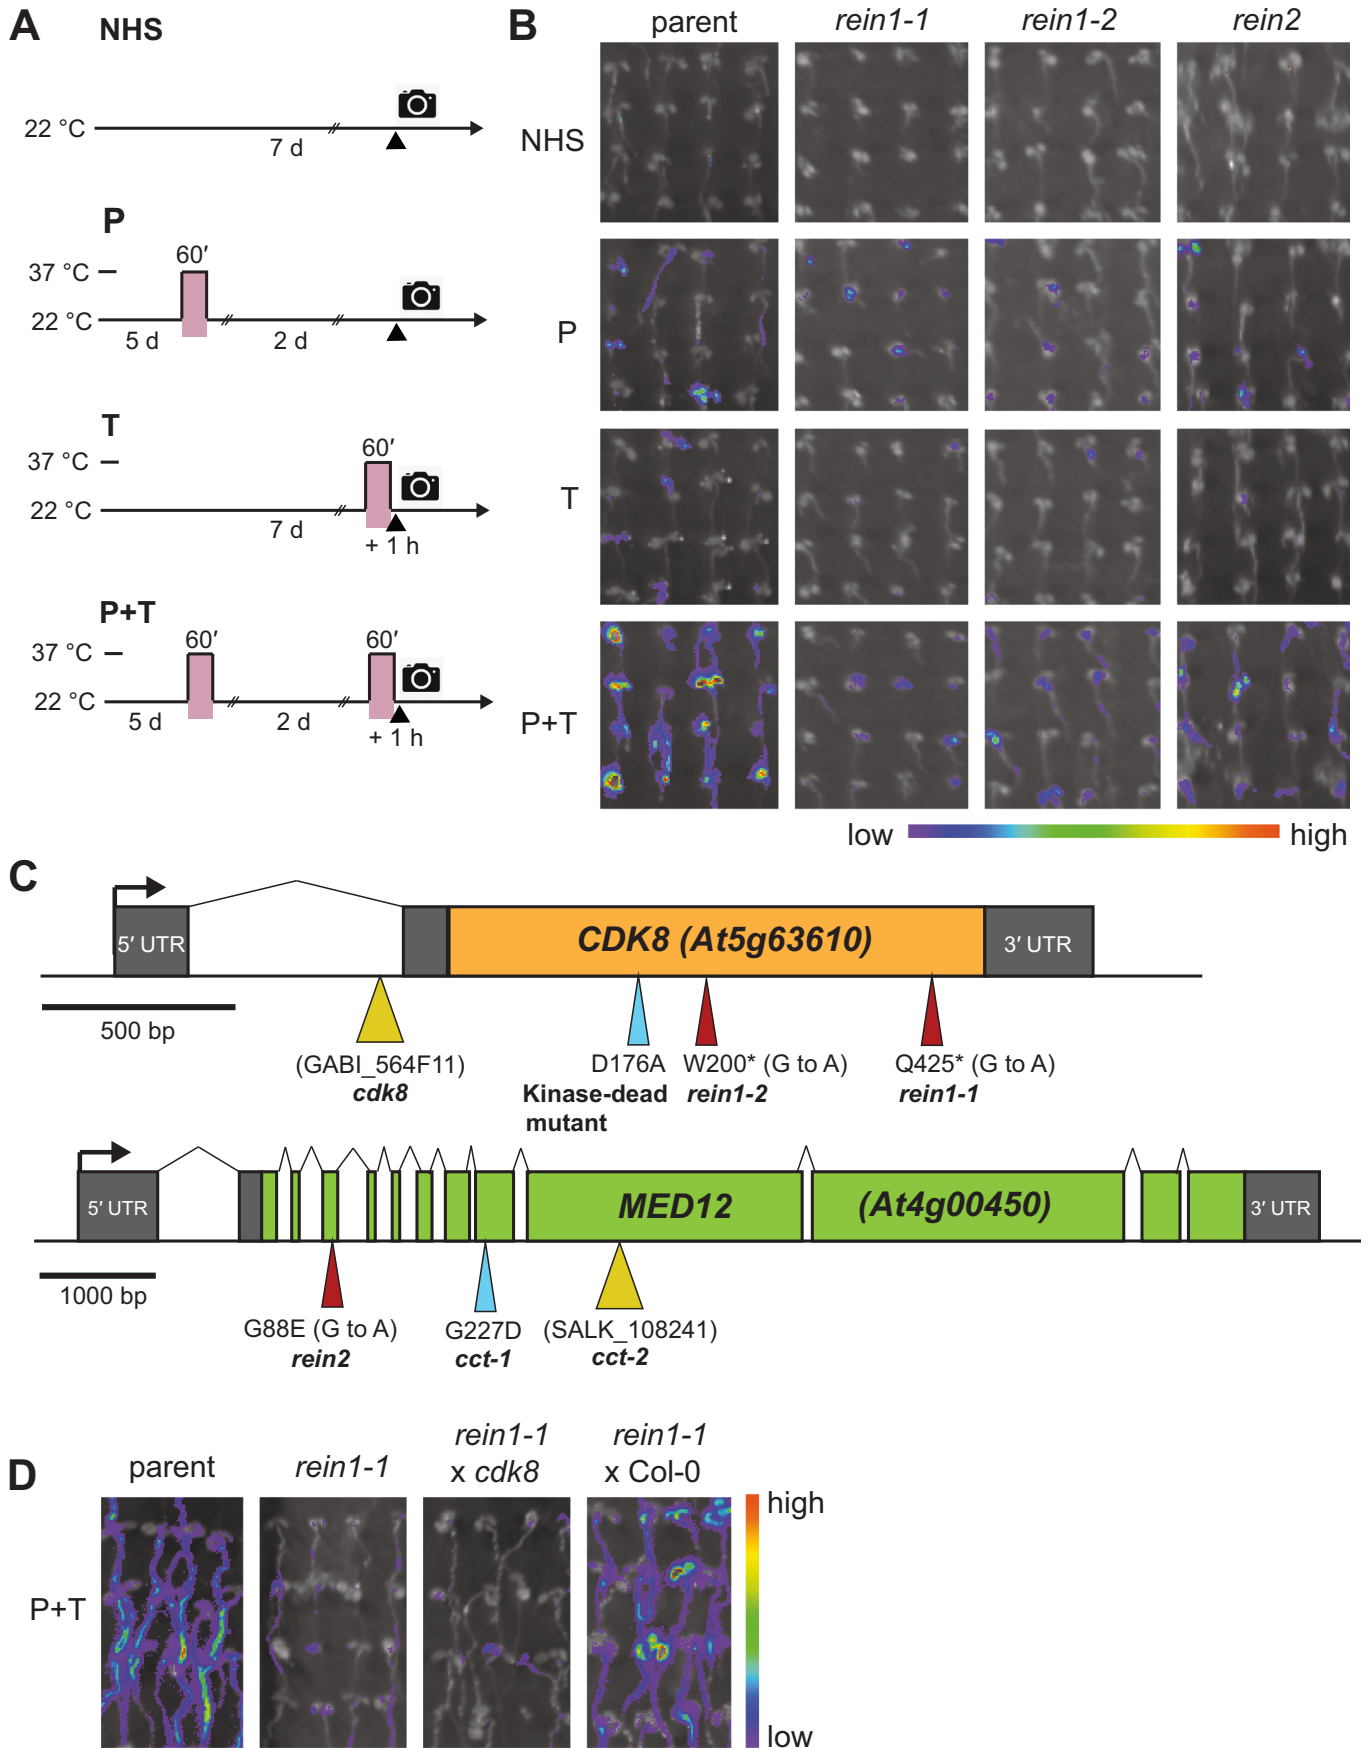 A
NHS
22 °C
7 d
P
60′
37 °C
22 °C
5 d
2 d
T
60′
37 °C
22 °C
7 d
+ 1 h
P+T
60′
60′
37 °C
22 °C
5 d
2 d
+ 1 h
B
parent
rein1-1
rein1-2
rein2
NHS
P
T
P+T
low
high
C
5′ UTR
CDK8 (At5g63610)
3′ UTR
500 bp
(GABI_564F11)
cdk8
D176A
Kinase-dead
mutant
W200* (G to A)
rein1-2
Q425* (G to A)
rein1-1
5′ UTR
MED12
(At4g00450)
3′ UTR
1000 bp
G88E (G to A)
rein2
G227D
cct-1
(SALK_108241)
cct-2
D
parent
rein1-1
rein1-1
x cdk8
rein1-1
x Col-0
P+T
high
low